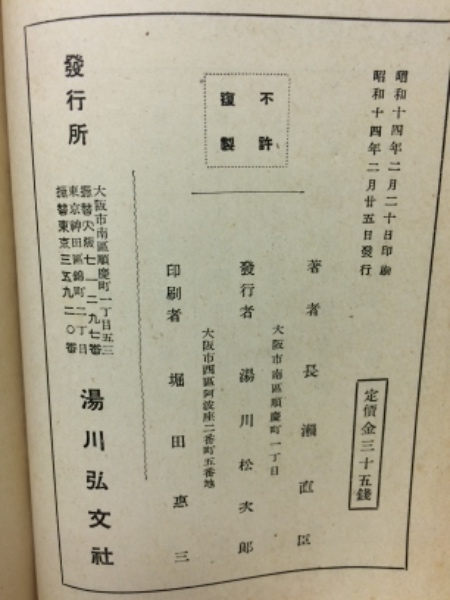 昭和十四年二月二十日印刷
昭和十四年二月廿五日發行
定價金三十五錢
不許
複製
著者 長瀨直臣
大阪市南區順慶町一丁目
發行者 湯川松次郎
大阪市西區阿波座二番町五番地
印刷者 堀田惠三
發行所
大阪市南區順慶町一丁目五三
振替大阪七一二九七番
東京神田區錦町二丁目
振替東京三五九二〇番
湯川弘文社